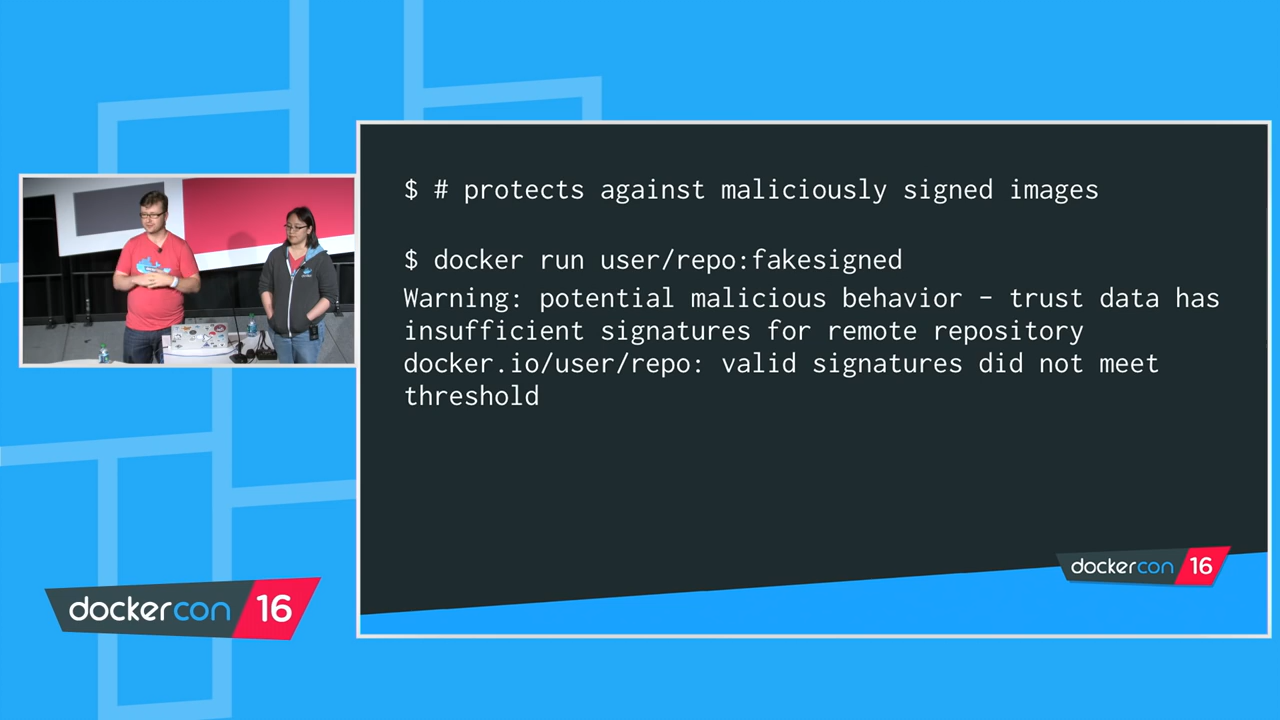 $ # protects against maliciously signed images
$ docker run user/repo:fakesigned
Warning: potential malicious behavior – trust data has
insufficient signatures for remote repository
docker.io/user/repo: valid signatures did not meet
threshold
dockercon 16
dockercon 16